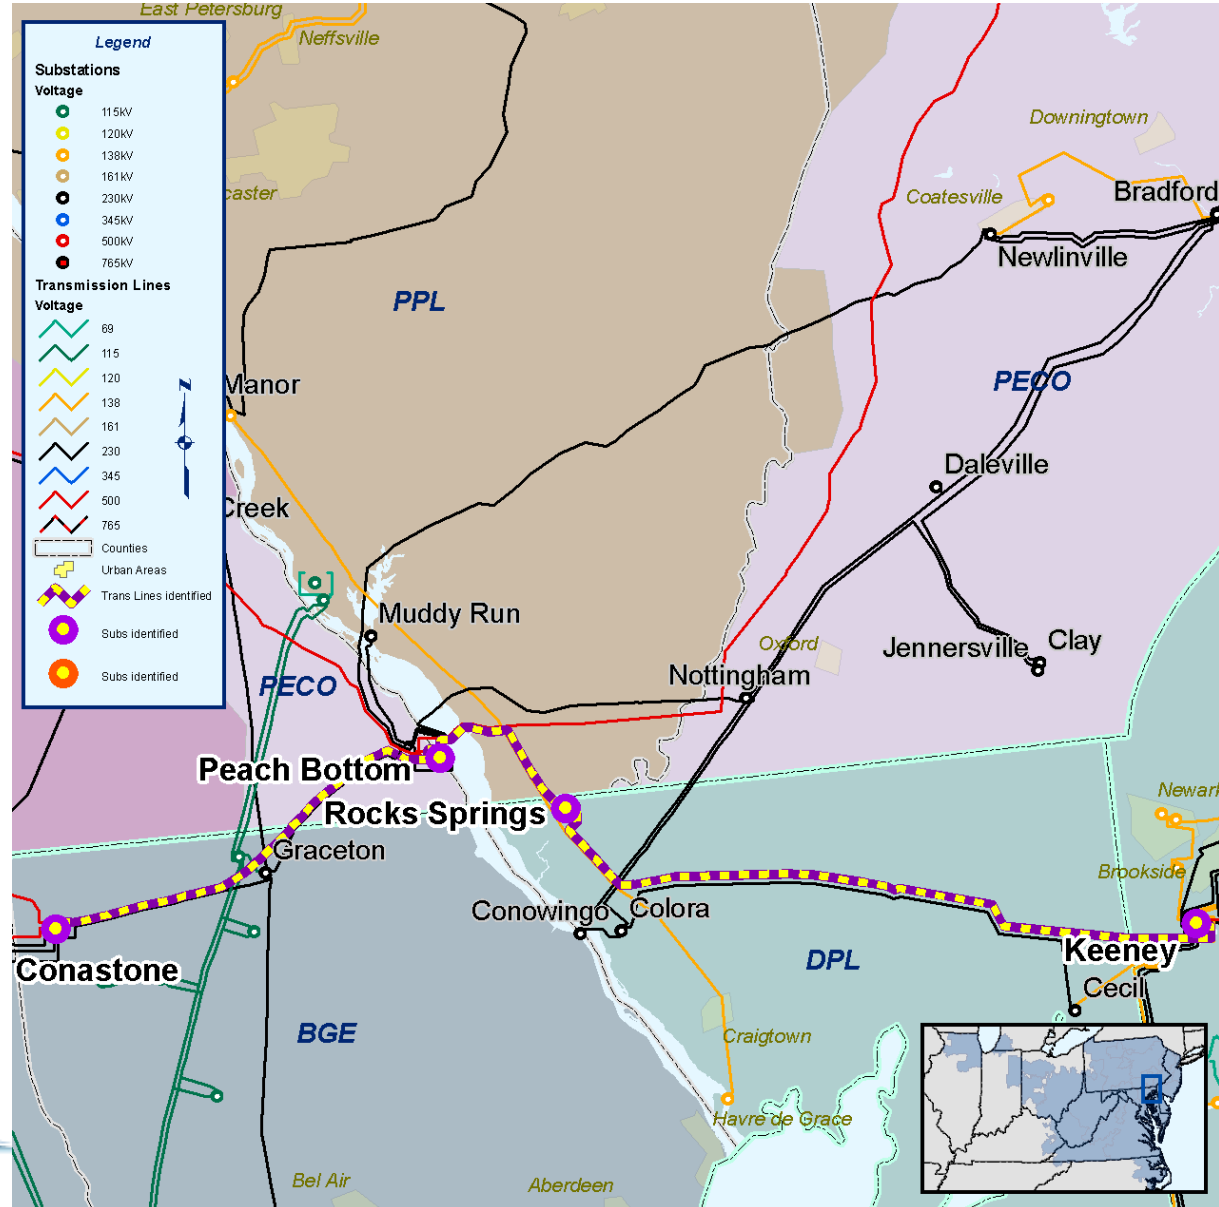 East Petersburg
Neffsville
Legend
Substations
Voltage
115kV
120kV
138kV
161kV
230kV
345kV
500kV
765kV
Transmission Lines
Voltage
69
115
120
138
161
230
345
500
765
Counties
Urban Areas
Trans Lines identified
Subs identified
Subs identified
Z
caster
Downingtown
Coatesville
Bradford
Newlinville
PPL
PECO
Manor
Daleville
Creek
Muddy Run
Oxford
Jennersville
Clay
Nottingham
PECO
Peach Bottom
Rocks Springs
Newark
Graceton
Brookside
Conowingo
Colora
Keeney
Conastone
DPL
Cecil
BGE
Craigtown
Havre de Grace
Bel Air
Aberdeen